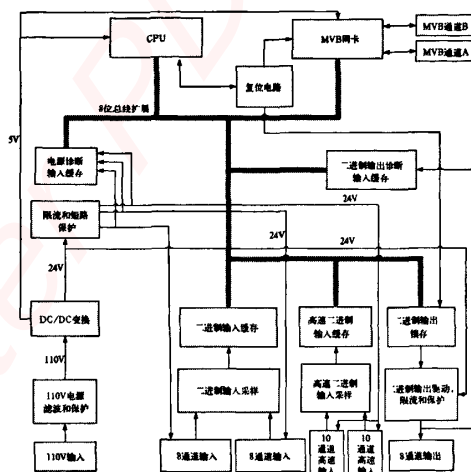 CPU
MVB网卡
MVB通道B
MVB通道A
复位电路
8位总线扩展
5V
电源诊断
输入缓存
二进制输出诊断
输入缓存
限流和短路
保护
24V
24V
24V
24V
DC/DC变换
二进制输入缓存
高速二进制
输入缓存
二进制输出
锁存
110V
110V电源
滤波和保护
二进制输入采样
高速二进制
输入采样
二进制输出驱动、
限流和保护
110V输入
8通道输入
8通道输入
10
通道
高速
输入
10
通道
高速
输入
8通道输出